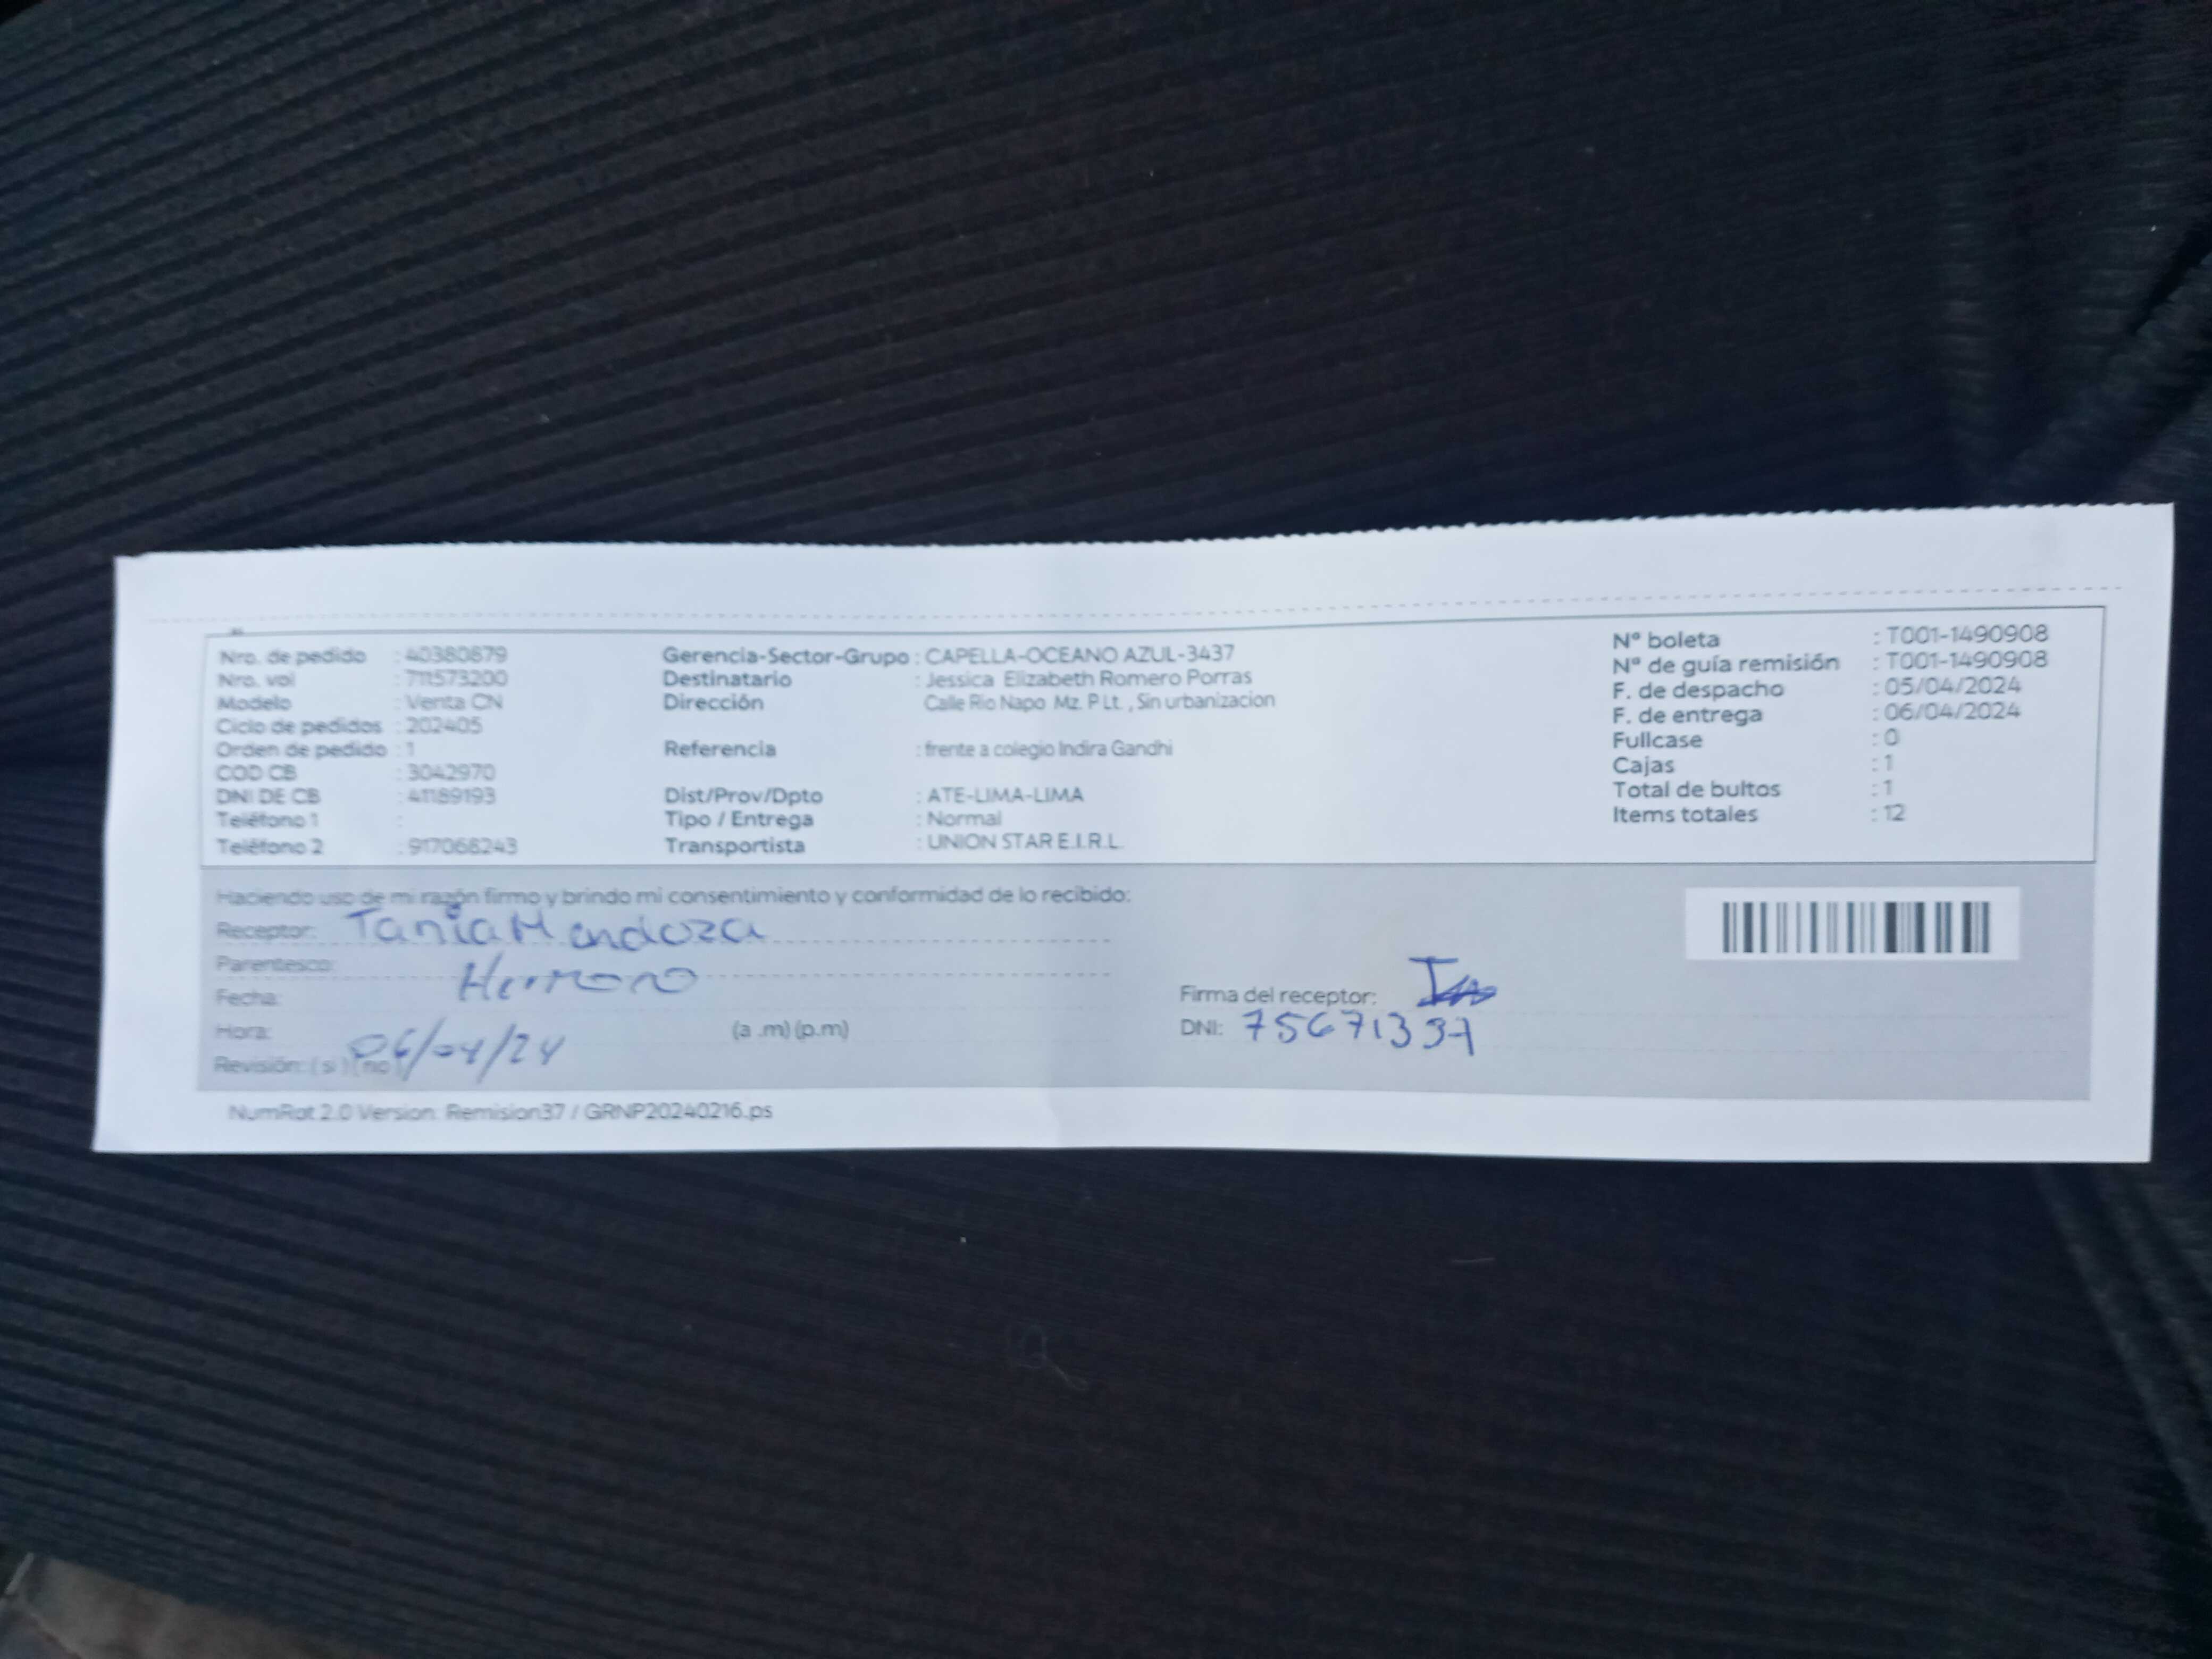 Nro. de pedido : 40380879
Nro. vol : 711573200
Modelo : Venta CN
Ciclo de pedidos : 202405
Orden de pedido : 1
COD CB : 3042970
DNI DE CB : 41189193
Teléfono 1 :
Teléfono 2 : 917068243
Gerencia-Sector-Grupo : CAPELLA-OCEANO AZUL-3437
Destinatario : Jessica Elizabeth Romero Porras
Dirección Calle Rio Napo Mz. P Lt. , Sin urbanizacion
Referencia : frente a colegio Indira Gandhi
Dist/Prov/Dpto : ATE-LIMA-LIMA
Tipo / Entrega : Normal
Transportista : UNION STAR E.I.R.L.
Nº boleta : T001-1490908
Nº de guía remisión : T001-1490908
F. de despacho : 05/04/2024
F. de entrega : 06/04/2024
Fullcase : 0
Cajas : 1
Total de bultos : 1
Items totales : 12
Haciendo uso de mi razón firmo y brindo mi consentimiento y conformidad de lo recibido:
Receptor: Tania Mendoza
Parentesco:
Fecha:
Hora: (a .m) (p.m)
06/04/24
Revisión: ( si ) ( no )
Firma del receptor:
DNI:
NumRot 2.0 Version: Remision37 / GRNP20240216.ps